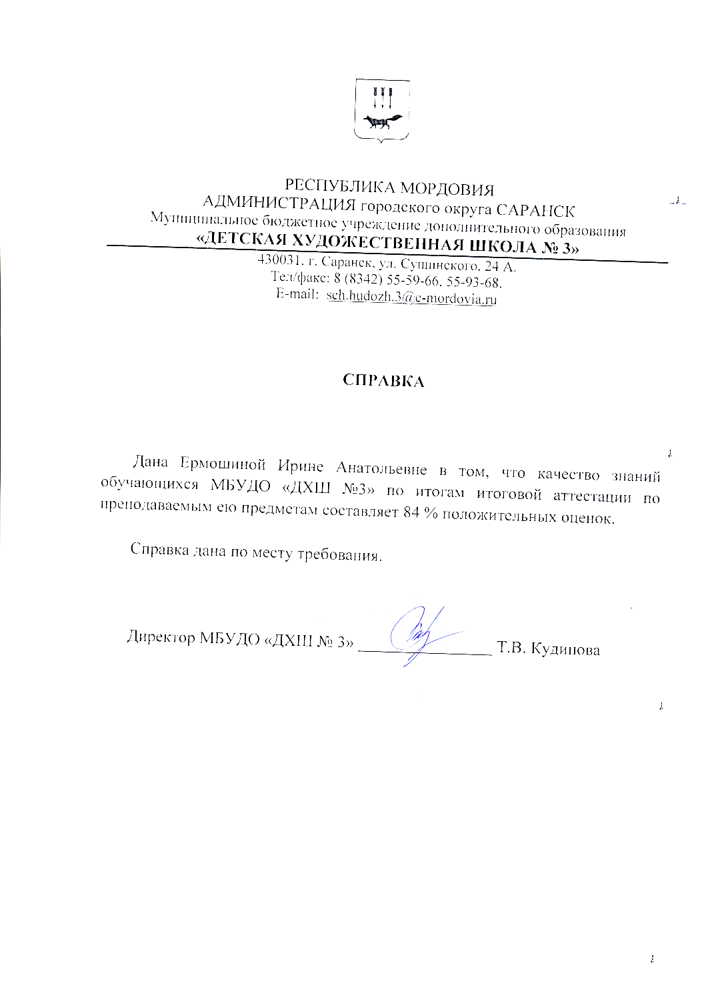 РЕСПУБЛИКА МОРДОВИЯ
АДМИНИСТРАЦИЯ городского округа САРАНСК
Муниципальное бюджетное учреждение дополнительного образования
«ДЕТСКАЯ ХУДОЖЕСТВЕННАЯ ШКОЛА № 3»
430031, г. Саранск, ул. Сущинского, 24 А.
Тел/факс: 8 (8342) 55-59-66, 55-93-68.
E-mail: sch.hudozh.3@e-mordovia.ru
СПРАВКА
Дана Ермошиной Ирине Анатольевне в том, что качество знаний
обучающихся МБУДО «ДХШ №3» по итогам итоговой аттестации по
преподаваемым ею предметам составляет 84 % положительных оценок.
Справка дана по месту требования.
Директор МБУДО «ДХШ № 3» _______________ Т.В. Кудинова